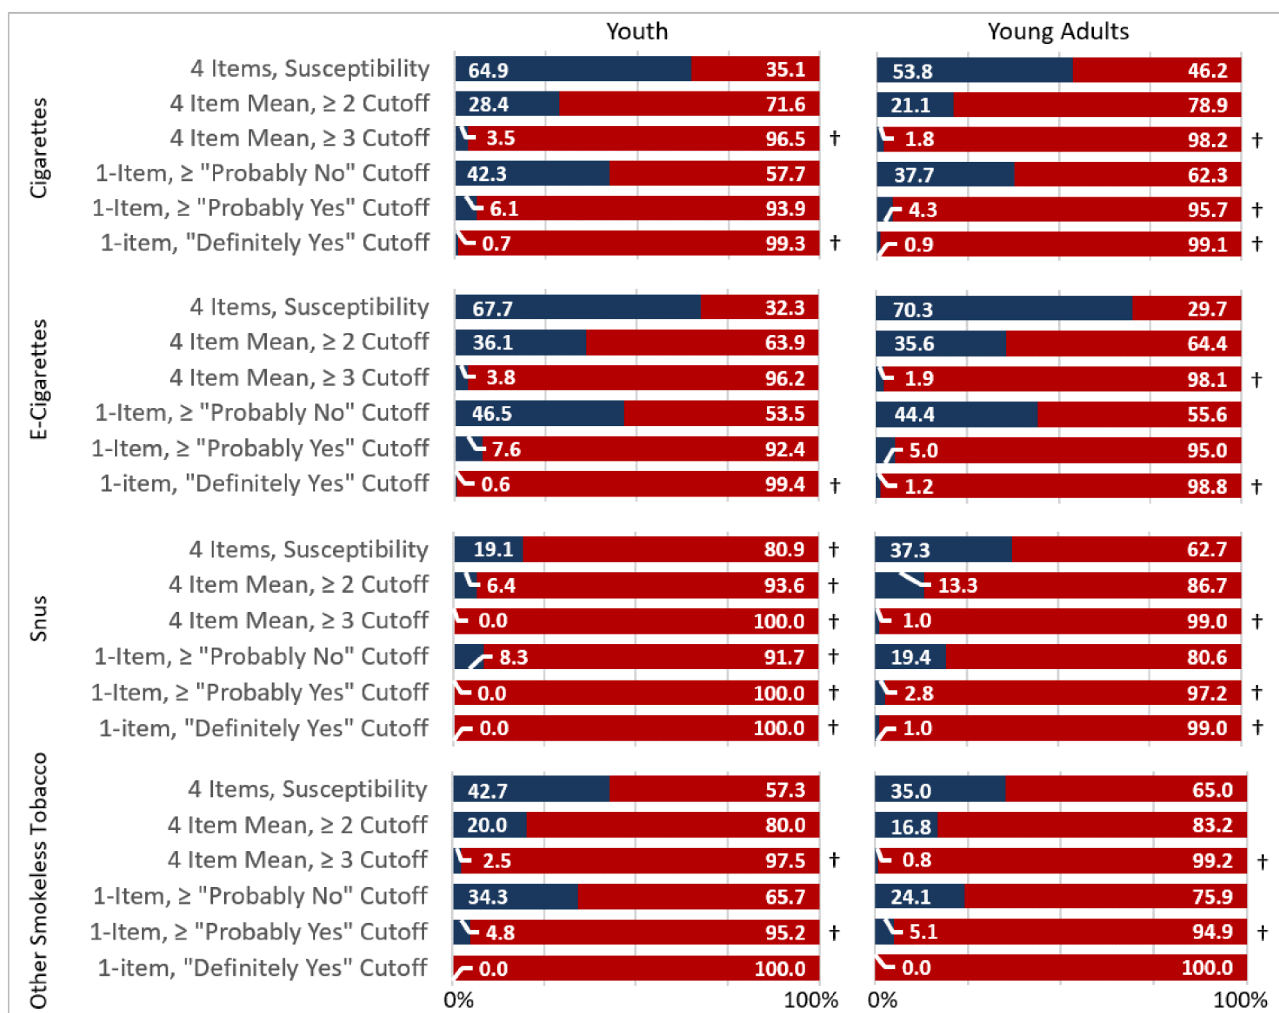 Youth Young Adults
Cigarettes
4 Items, Susceptibility 64.9 35.1 53.8 46.2
4 Item Mean, ≥ 2 Cutoff 28.4 71.6 21.1 78.9
4 Item Mean, ≥ 3 Cutoff 3.5 96.5 † 1.8 98.2 †
1-Item, ≥ "Probably No" Cutoff 42.3 57.7 37.7 62.3
1-Item, ≥ "Probably Yes" Cutoff 6.1 93.9 4.3 95.7 †
1-item, "Definitely Yes" Cutoff 0.7 99.3 † 0.9 99.1 †
E-Cigarettes
4 Items, Susceptibility 67.7 32.3 70.3 29.7
4 Item Mean, ≥ 2 Cutoff 36.1 63.9 35.6 64.4
4 Item Mean, ≥ 3 Cutoff 3.8 96.2 1.9 98.1 †
1-Item, ≥ "Probably No" Cutoff 46.5 53.5 44.4 55.6
1-Item, ≥ "Probably Yes" Cutoff 7.6 92.4 5.0 95.0
1-item, "Definitely Yes" Cutoff 0.6 99.4 † 1.2 98.8 †
Snus
4 Items, Susceptibility 19.1 80.9 † 37.3 62.7
4 Item Mean, ≥ 2 Cutoff 6.4 93.6 † 13.3 86.7
4 Item Mean, ≥ 3 Cutoff 0.0 100.0 † 1.0 99.0 †
1-Item, ≥ "Probably No" Cutoff 8.3 91.7 † 19.4 80.6
1-Item, ≥ "Probably Yes" Cutoff 0.0 100.0 † 2.8 97.2 †
1-item, "Definitely Yes" Cutoff 0.0 100.0 † 1.0 99.0 †
Other Smokeless Tobacco
4 Items, Susceptibility 42.7 57.3 35.0 65.0
4 Item Mean, ≥ 2 Cutoff 20.0 80.0 16.8 83.2
4 Item Mean, ≥ 3 Cutoff 2.5 97.5 † 0.8 99.2 †
1-Item, ≥ "Probably No" Cutoff 34.3 65.7 24.1 75.9
1-Item, ≥ "Probably Yes" Cutoff 4.8 95.2 † 5.1 94.9 †
1-item, "Definitely Yes" Cutoff 0.0 100.0 0.0 100.0
0% 100% 0% 100%